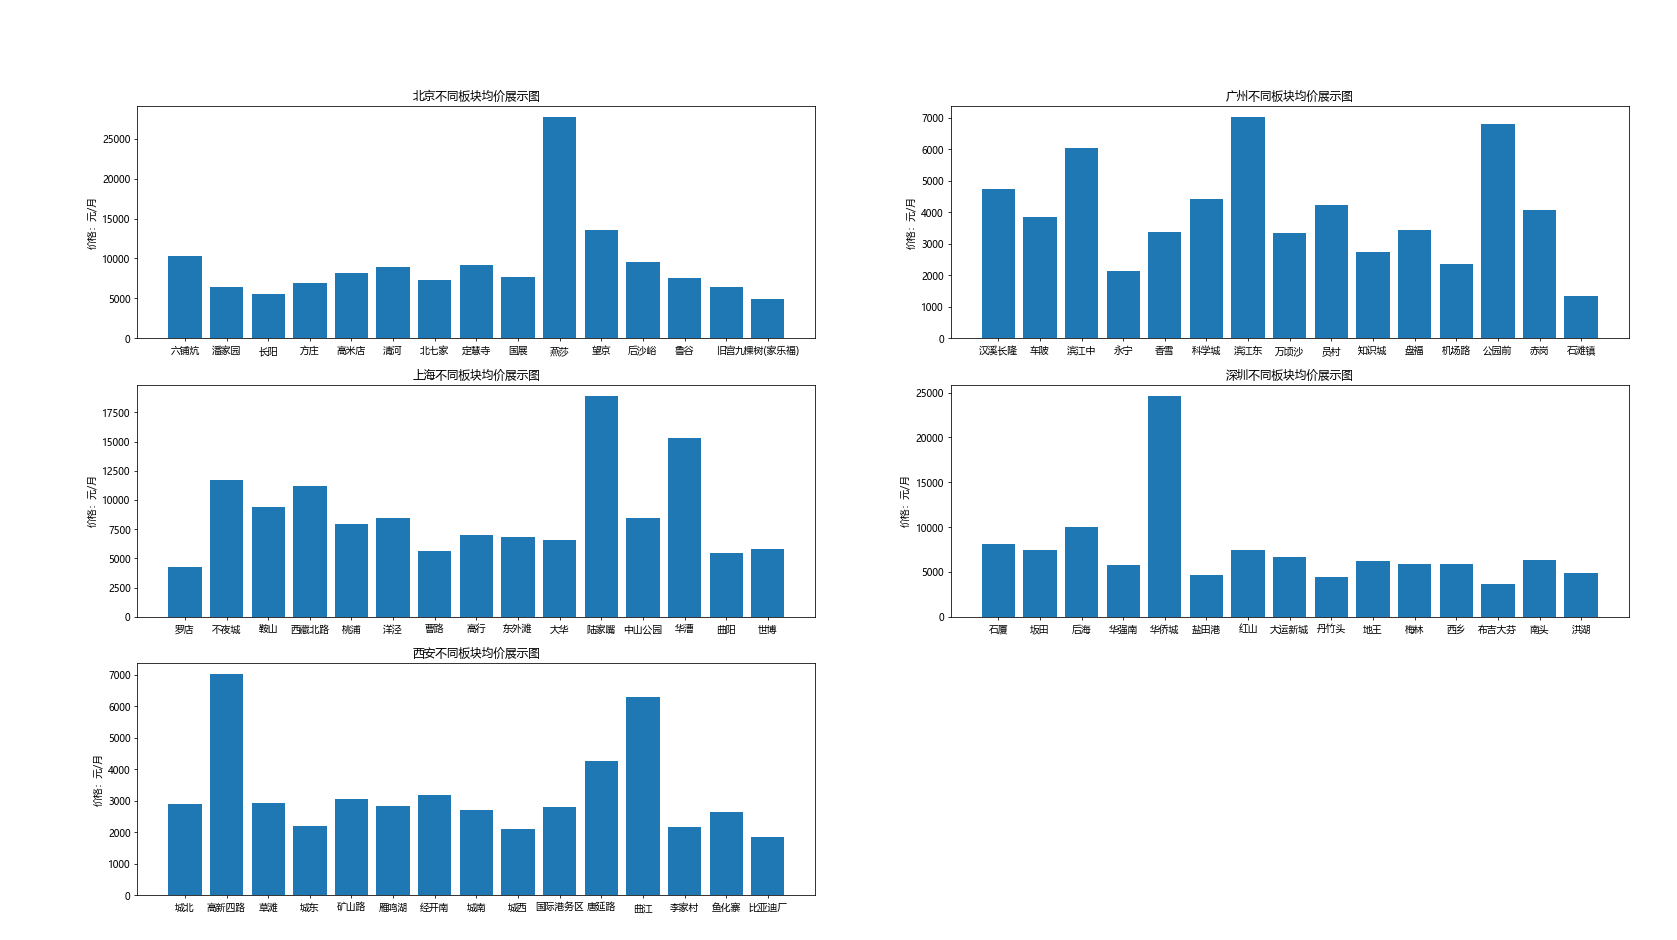 北京不同板块均价展示图
价格：元/月
25000
20000
15000
10000
5000
0
六铺炕 潘家园 长阳 方庄 高米店 清河 北七家 定慧寺 国展 燕莎 望京 后沙峪 鲁谷 旧宫 九棵树(家乐福)
广州不同板块均价展示图
价格：元/月
7000
6000
5000
4000
3000
2000
1000
0
汉溪长隆 车陂 滨江中 永宁 香雪 科学城 滨江东 万顷沙 员村 知识城 盘福 机场路 公园前 赤岗 石滩镇
上海不同板块均价展示图
价格：元/月
17500
15000
12500
10000
7500
5000
2500
0
罗店 不夜城 鞍山 西藏北路 桃浦 洋泾 曹路 高行 东外滩 大华 陆家嘴 中山公园 华漕 曲阳 世博
深圳不同板块均价展示图
价格：元/月
25000
20000
15000
10000
5000
0
石厦 坂田 后海 华强南 华侨城 盐田港 红山 大运新城 丹竹头 地王 梅林 西乡 布吉大芬 南头 洪湖
西安不同板块均价展示图
价格：元/月
7000
6000
5000
4000
3000
2000
1000
0
城北 高新四路 草滩 城东 矿山路 雁鸣湖 经开南 城南 城西 国际港务区 唐延路 曲江 李家村 鱼化寨 比亚迪厂